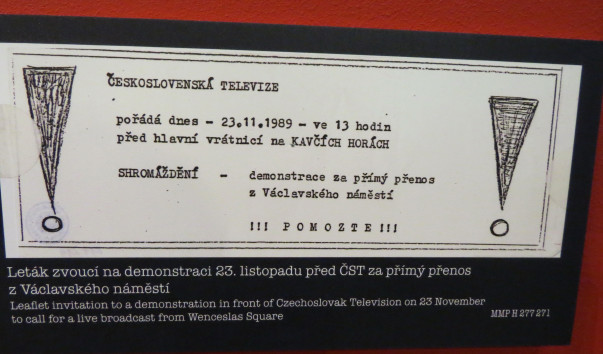 ČESKOSLOVENSKÁ TELEVIZE
pořádá dnes - 23.11.1989 - ve 13 hodin
před hlavní vrátnicí na KAVČÍCH HORÁCH
SHROMÁŽDĚNÍ - demonstrace za přímý přenos
z Václavského náměstí
!!! P O M O Z T E !!!
Leták zvoucí na demonstraci 23. listopadu před ČST za přímý přenos
z Václavského náměstí
Leaflet invitation to a demonstration in front of Czechoslovak Television on 23 November
to call for a live broadcast from Wenceslas Square
MMP H 277 271